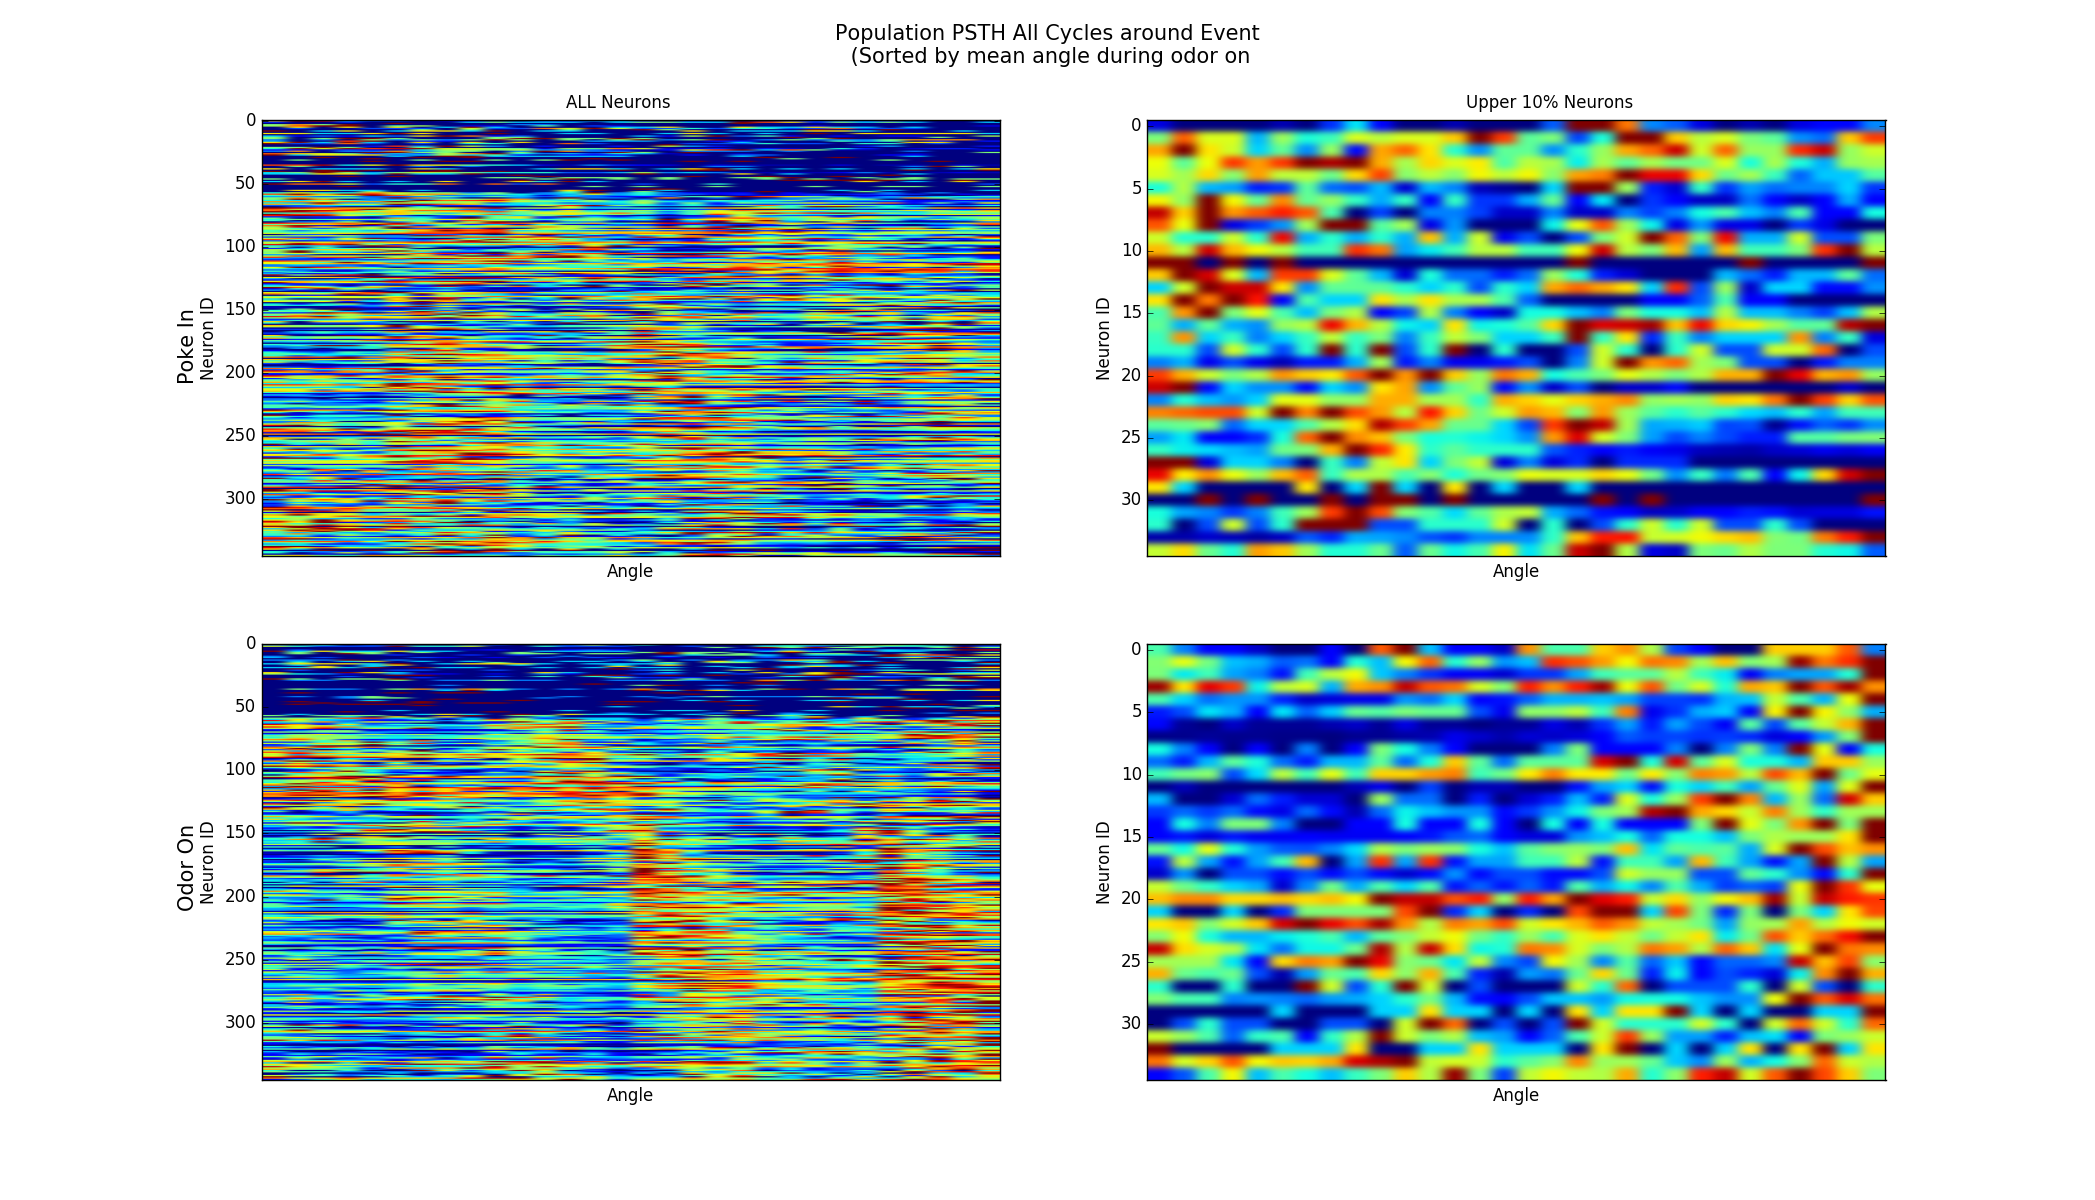 Population PSTH All Cycles around Event
(Sorted by mean angle during odor on
ALL Neurons
0
50
100
150
200
250
300
Poke In
Neuron ID
Angle
Upper 10% Neurons
0
5
10
15
20
25
30
Neuron ID
Angle
0
50
100
150
200
250
300
Odor On
Neuron ID
Angle
0
5
10
15
20
25
30
Neuron ID
Angle